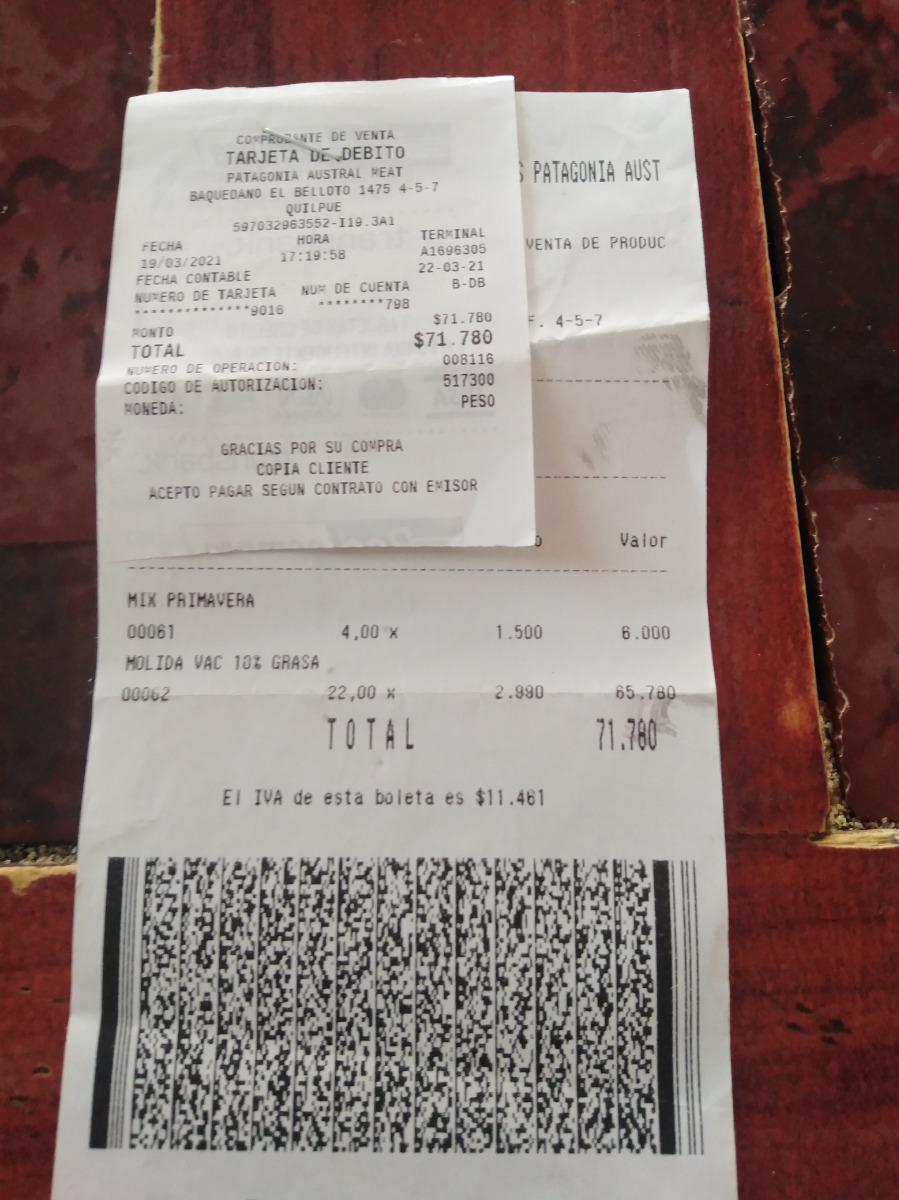 COMPROBANTE DE VENTA
TARJETA DE DEBITO
PATAGONIA AUSTRAL MEAT
BAQUEDANO EL BELLOTO 1475 4-5-7
QUILPUE
597032963552-I19.3A1
FECHA HORA TERMINAL
19/03/2021 17:19:58 A1696305
FECHA CONTABLE 22-03-21
NUMERO DE TARJETA NUM DE CUENTA B-DB
**************9016 ********798
MONTO $71.780
TOTAL $71.780
NUMERO DE OPERACION: 008116
CODIGO DE AUTORIZACION: 517300
MONEDA: PESO
GRACIAS POR SU COMPRA
COPIA CLIENTE
ACEPTO PAGAR SEGUN CONTRATO CON EMISOR
S PATAGONIA AUST
VENTA DE PRODUC
F. 4-5-7
o Valor
MIX PRIMAVERA
00061 4,00 x 1.500 6.000
MOLIDA VAC 10% GRASA
00062 22,00 x 2.990 65.780
TOTAL 71.780
El IVA de esta boleta es $11.461